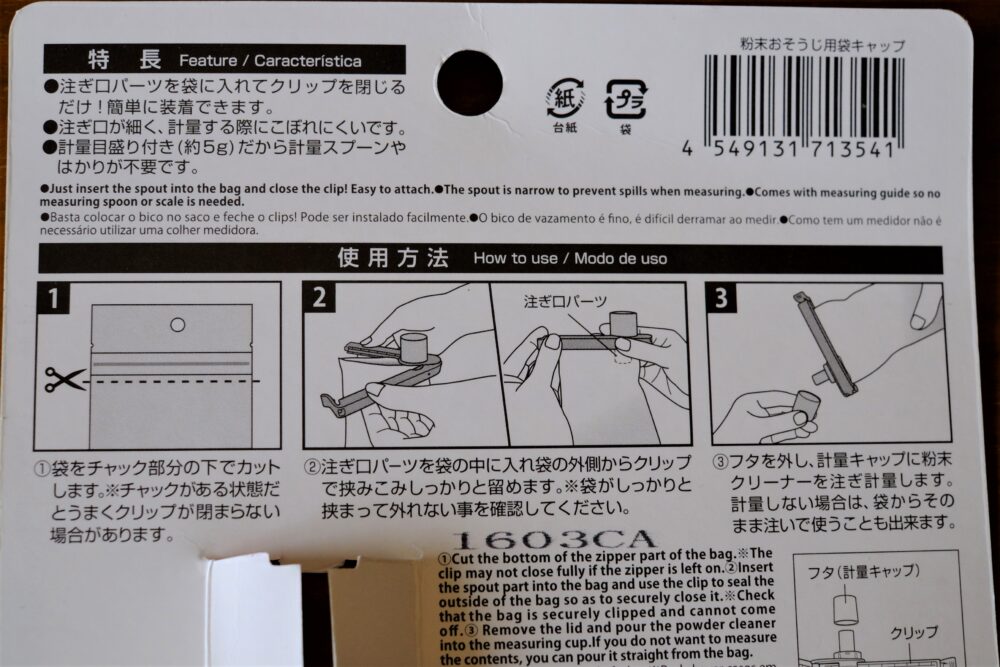 特長 Feature / Característica
●注ぎ口パーツを袋に入れてクリップを閉じる
だけ！簡単に装着できます。
●注ぎ口が細く、計量する際にこぼれにくいです。
●計量目盛り付き(約5g)だから計量スプーンや
はかりが不要です。
紙
台紙
プラ
袋
粉末おそうじ用袋キャップ
4 549131 713541
●Just insert the spout into the bag and close the clip! Easy to attach.●The spout is narrow to prevent spills when measuring.●Comes with measuring guide so no
measuring spoon or scale is needed.
●Basta colocar o bico no saco e feche o clips! Pode ser instalado facilmente.●O bico de vazamento é fino, é difícil derramar ao medir.●Como tem um medidor não é
necessário utilizar uma colher medidora.
使用方法 How to use / Modo de uso
1
2
注ぎ口パーツ
3
①袋をチャック部分の下でカット
します。※チャックがある状態だ
とうまくクリップが閉まらない
場合があります。
②注ぎ口パーツを袋の中に入れ袋の外側からクリップ
で挟みこみしっかりと留めます。※袋がしっかりと
挟まって外れない事を確認してください。
③フタを外し、計量キャップに粉末
クリーナーを注ぎ計量します。
計量しない場合は、袋からその
まま注いで使うことも出来ます。
1603CA
①Cut the bottom of the zipper part of the bag.※The
clip may not close fully if the zipper is left on.②Insert
the spout part into the bag and use the clip to seal the
outside of the bag so as to securely close it.※Check
that the bag is securely clipped and cannot come
off.③ Remove the lid and pour the powder cleaner
into the measuring cup.If you do not want to measure
the contents, you can pour it straight from the bag.
フタ(計量キャップ)
クリップ